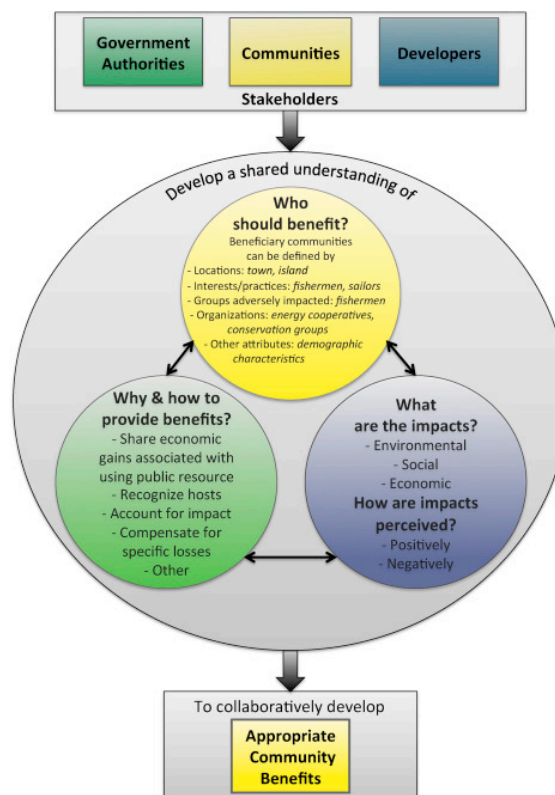 Government
Authorities
Communities
Developers
Stakeholders
Develop a shared understanding of
Who
should benefit?
Beneficiary communities
can be defined by
- Locations: town, island
- Interests/practices: fishermen, sailors
- Groups adversely impacted: fishermen
- Organizations: energy cooperatives,
conservation groups
- Other attributes: demographic
characteristics
Why & how to
provide benefits?
- Share economic
gains associated with
using public resource
- Recognize hosts
- Account for impact
- Compensate for
specific losses
- Other
What
are the impacts?
- Environmental
- Social
- Economic
How are impacts
perceived?
- Positively
- Negatively
To collaboratively develop
Appropriate
Community
Benefits